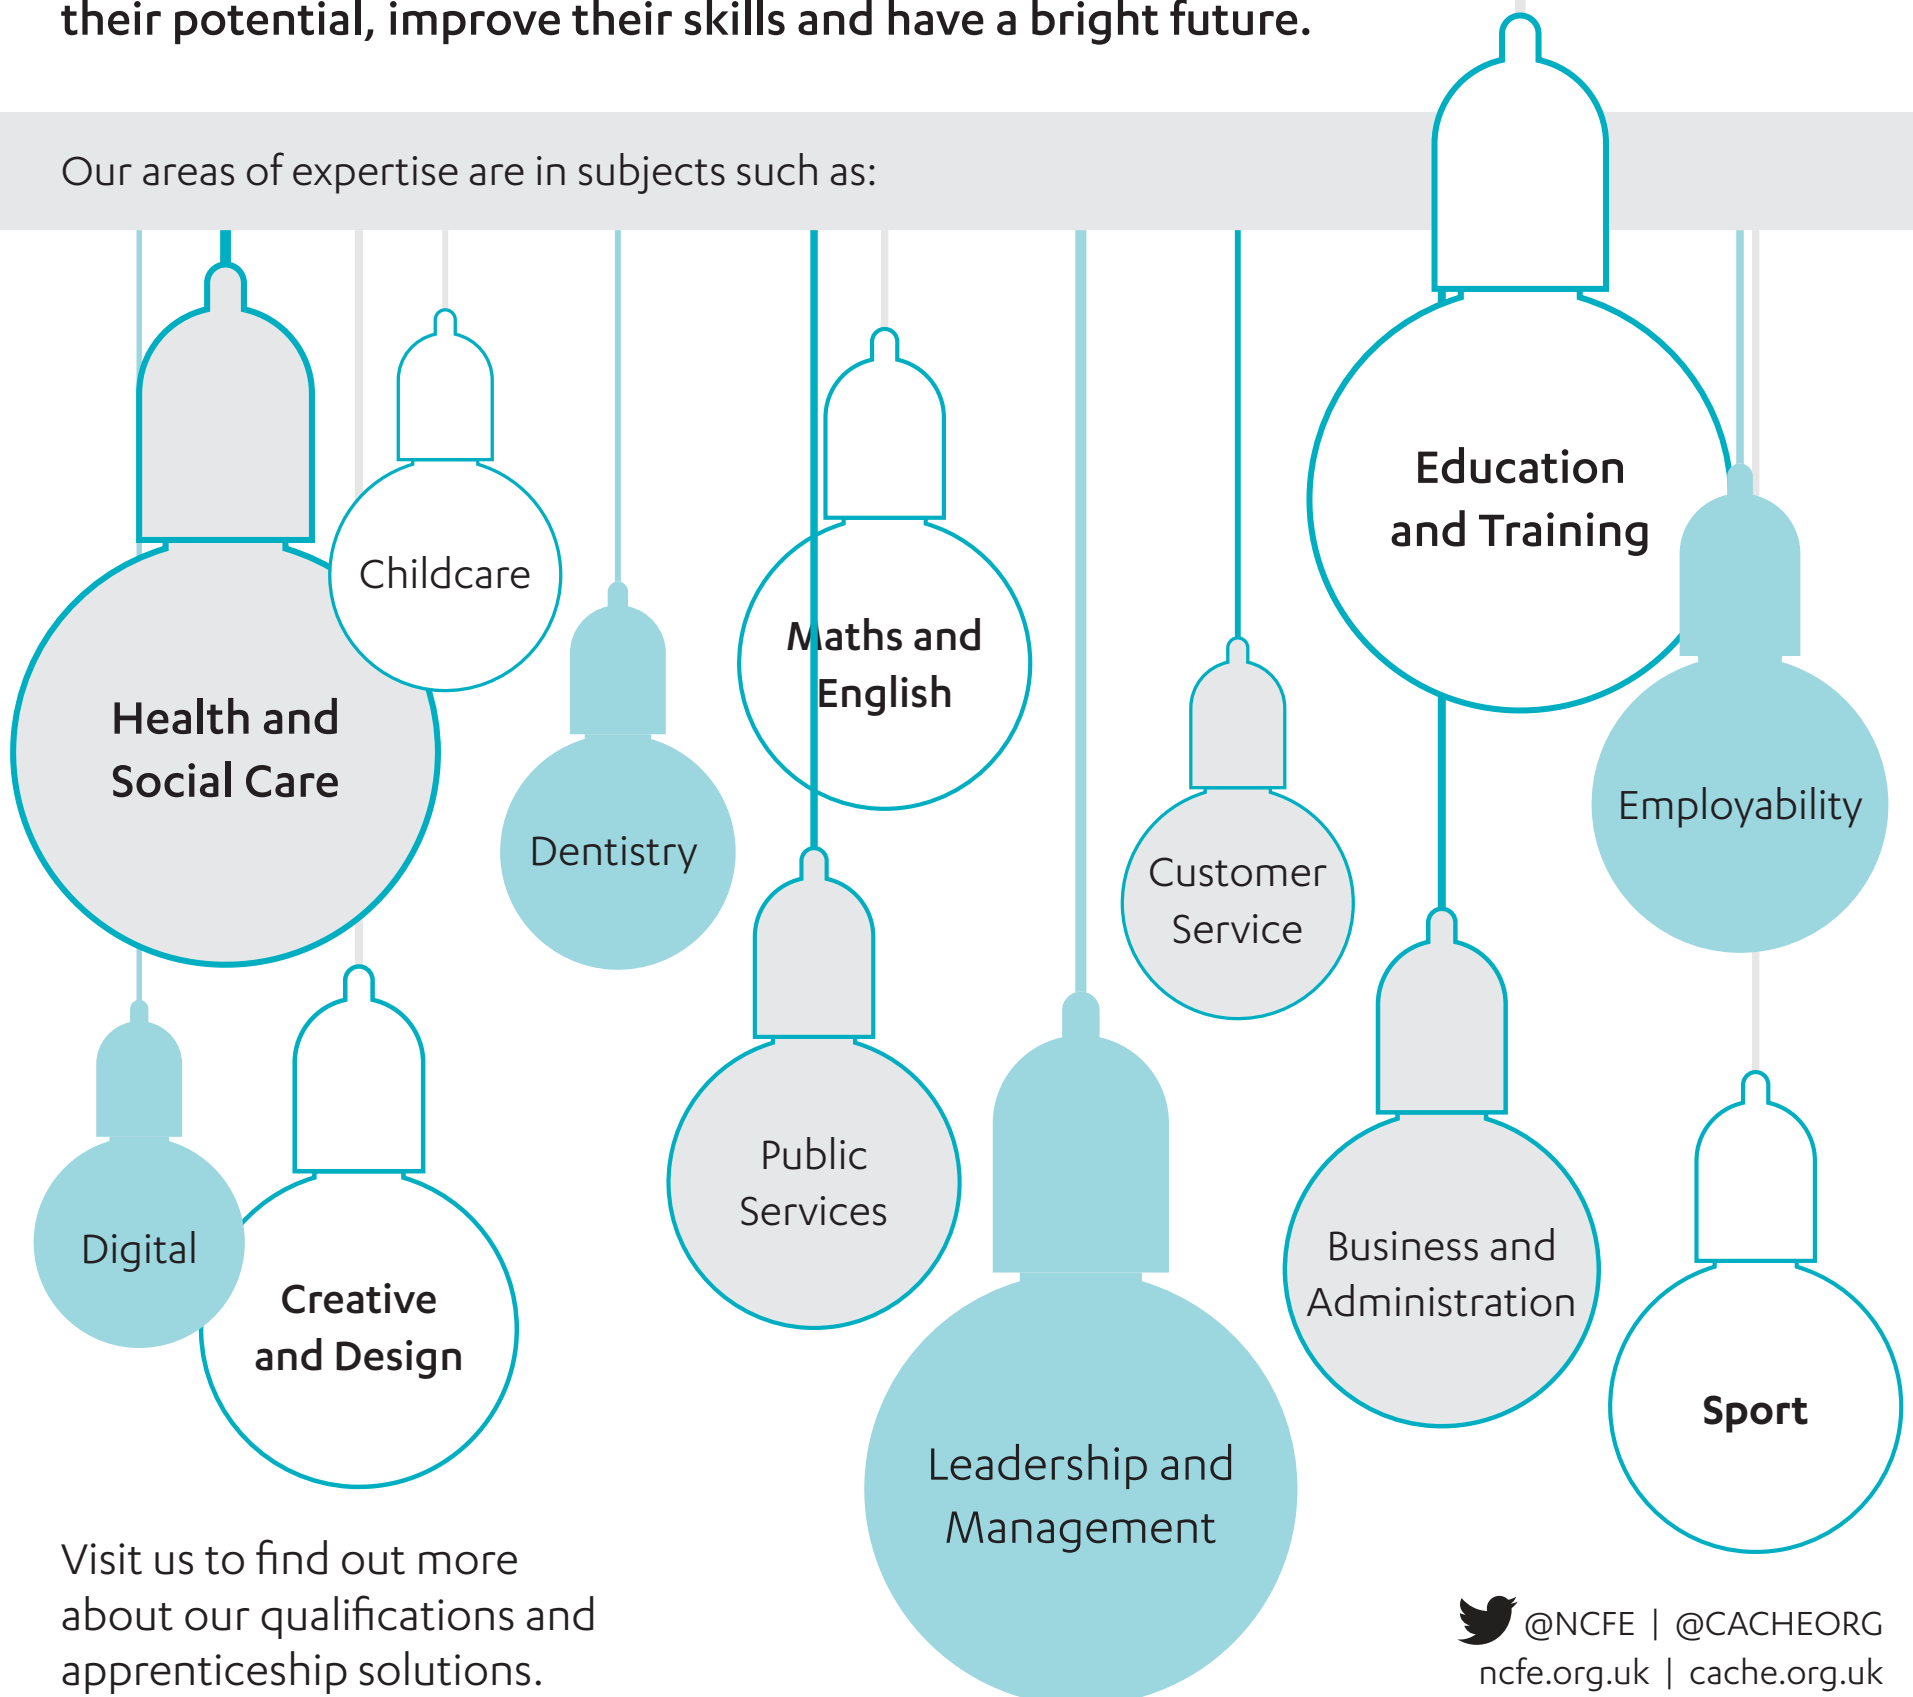 their potential, improve their skills and have a bright future.
Our areas of expertise are in subjects such as:
Education
and Training
Childcare
Maths and
English
Health and
Social Care
Employability
Dentistry
Customer
Service
Public
Services
Digital
Business and
Administration
Creative
and Design
Sport
Leadership and
Management
Visit us to find out more
about our qualifications and
apprenticeship solutions.
@NCFE | @CACHEORG
ncfe.org.uk | cache.org.uk